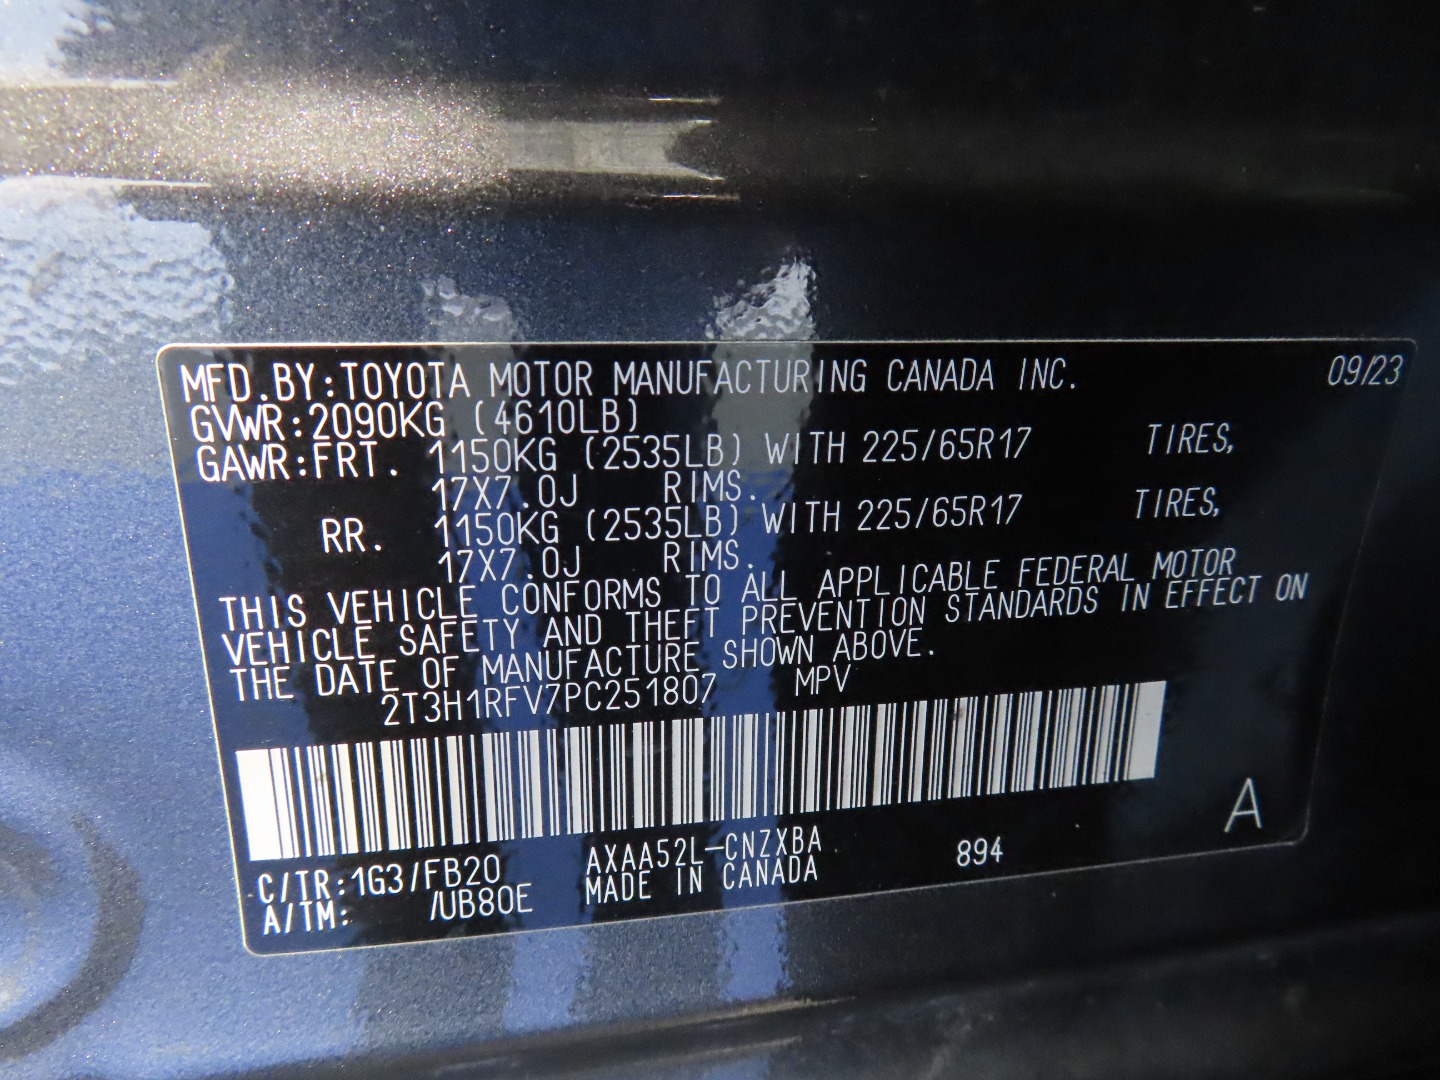 MFD.BY:TOYOTA MOTOR MANUFACTURING CANADA INC. 09/23
GVWR:2090KG (4610LB)
GAWR:FRT. 1150KG (2535LB) WITH 225/65R17 TIRES,
17X7.0J RIMS.
RR. 1150KG (2535LB) WITH 225/65R17 TIRES,
17X7.0J RIMS.
THIS VEHICLE CONFORMS TO ALL APPLICABLE FEDERAL MOTOR
VEHICLE SAFETY AND THEFT PREVENTION STANDARDS IN EFFECT ON
THE DATE OF MANUFACTURE SHOWN ABOVE.
2T3H1RFV7PC251807 MPV
A
C/TR:1G3/FB20 AXAA52L-CNZXBA 894
A/TM: /UB80E MADE IN CANADA